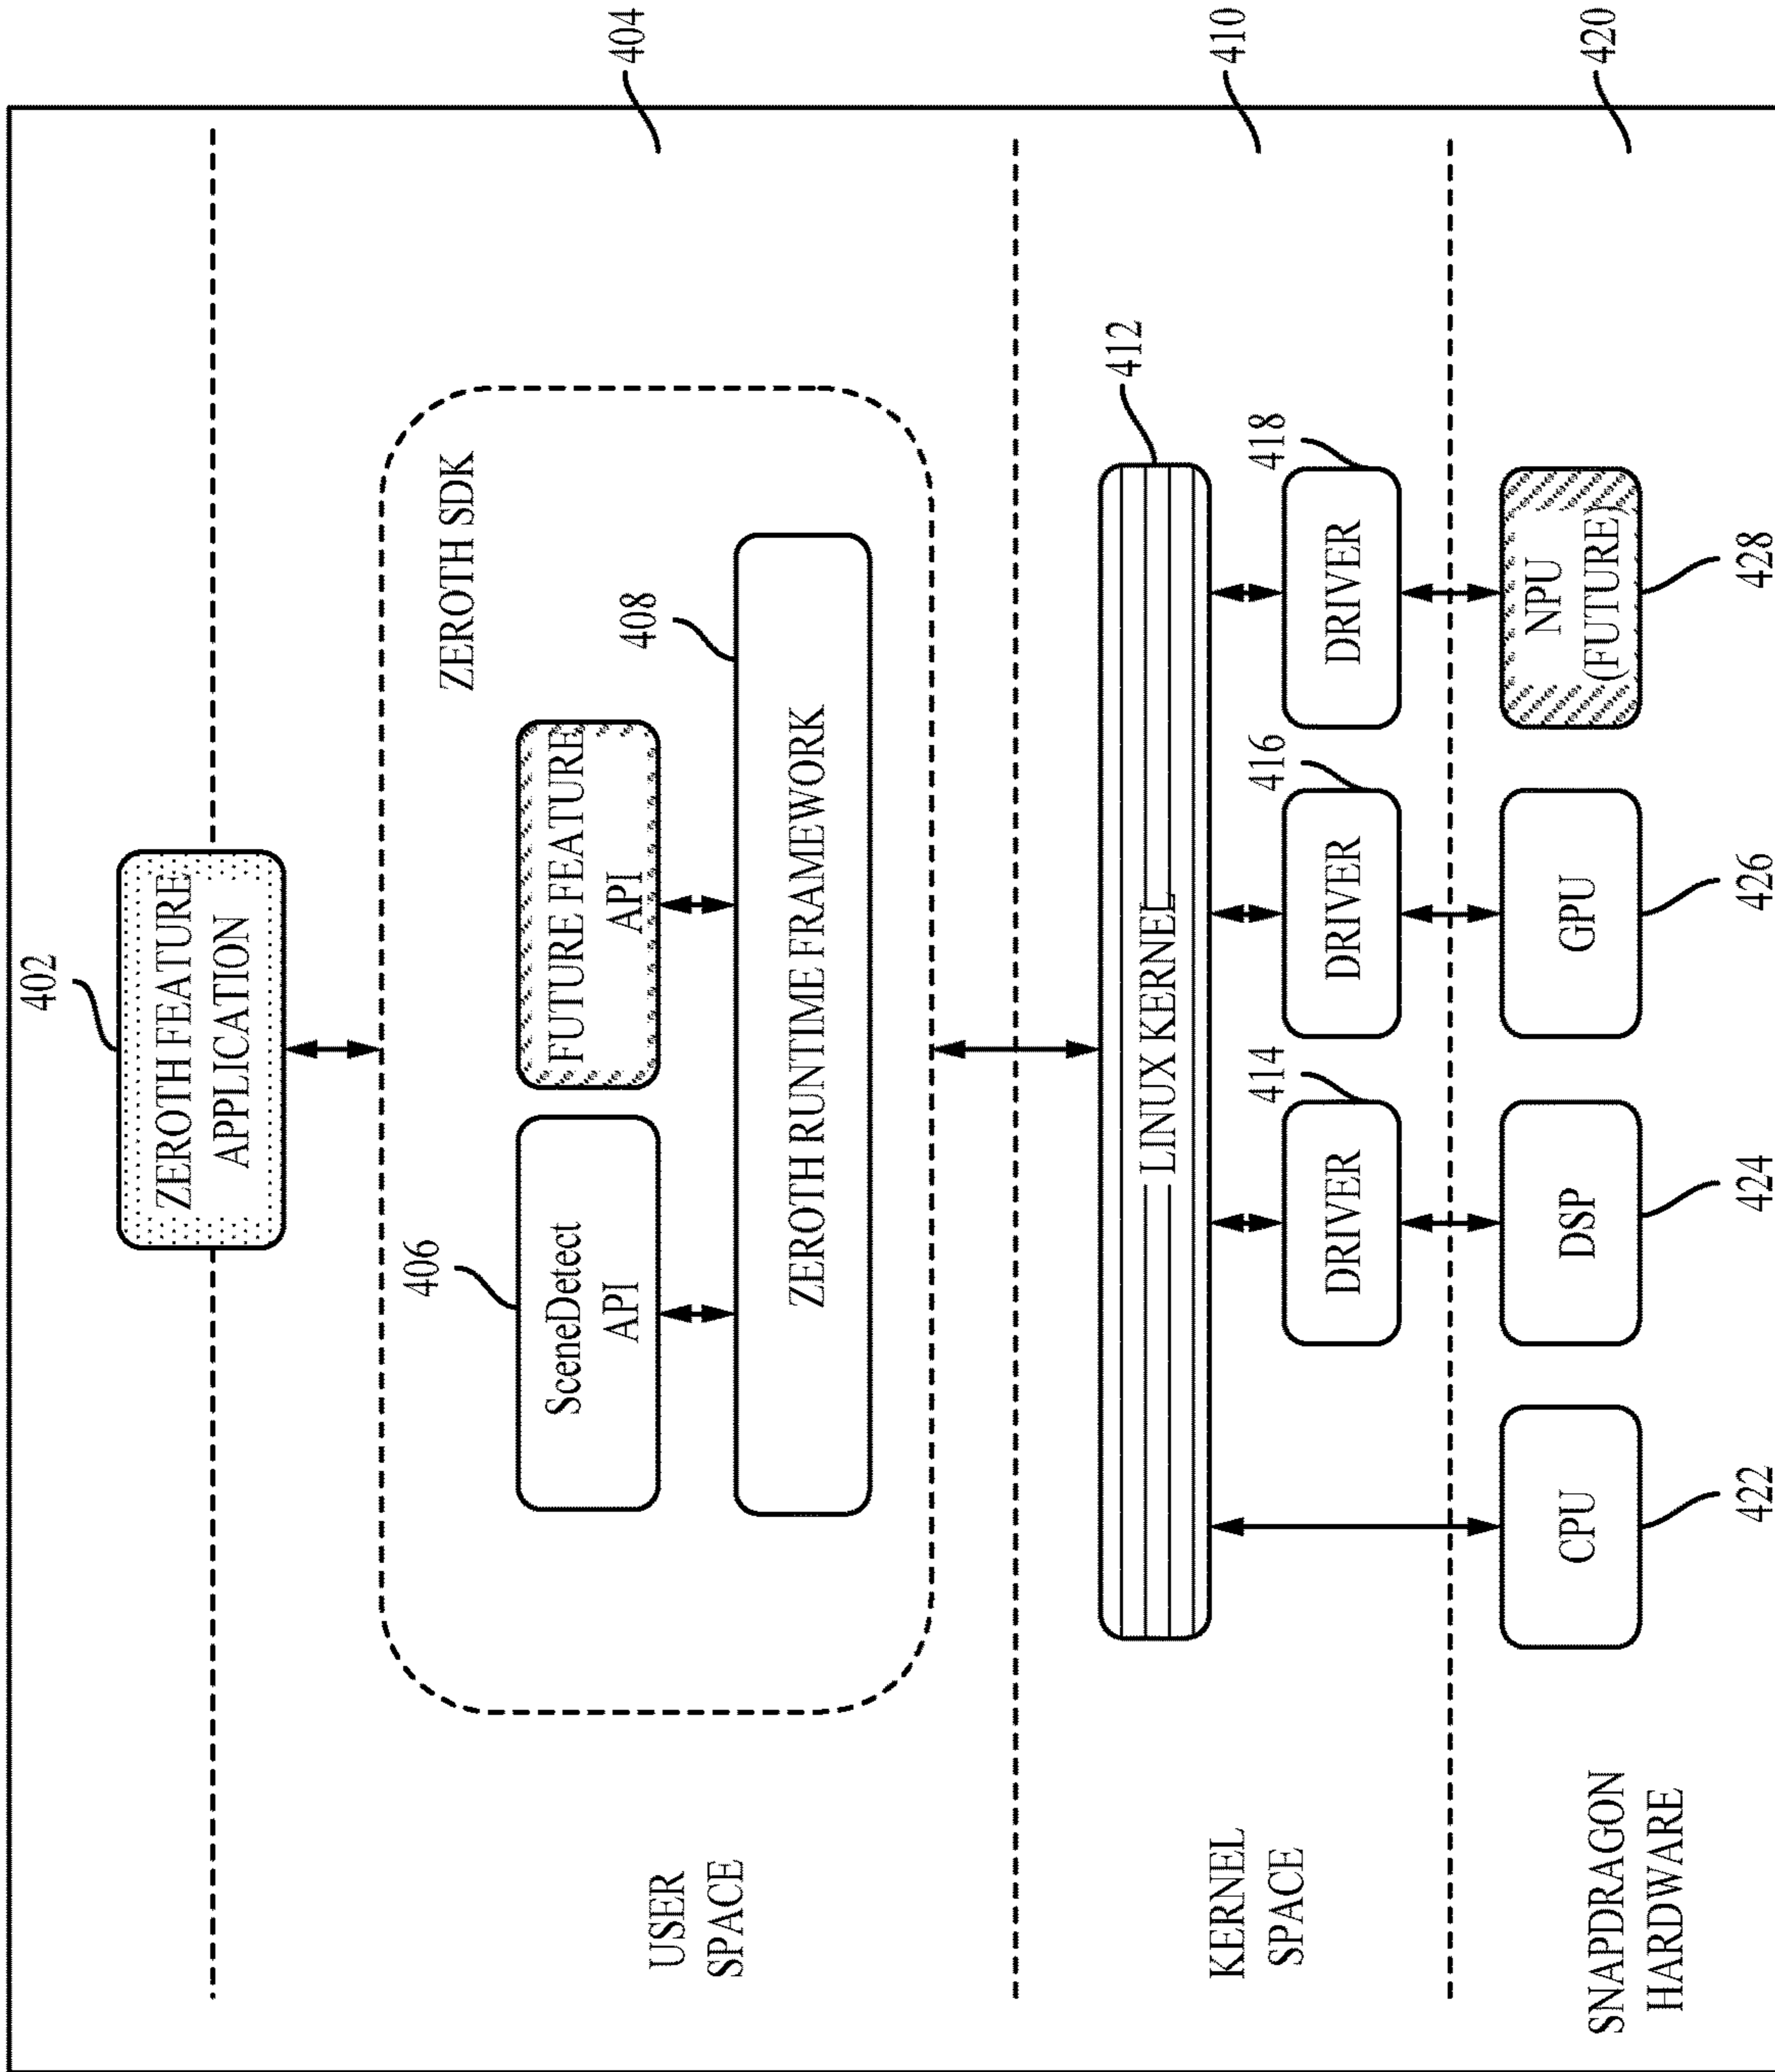 402
ZEROTH FEATURE
APPLICATION
404
USER
SPACE
ZEROTH SDK
406
SceneDetect
API
FUTURE FEATURE
API
408
ZEROTH RUNTIME FRAMEWORK
410
KERNEL
SPACE
412
LINUX KERNEL
414
DRIVER
416
DRIVER
418
DRIVER
420
SNAPDRAGON
HARDWARE
CPU
DSP
GPU
NPU
(FUTURE)
422
424
426
428